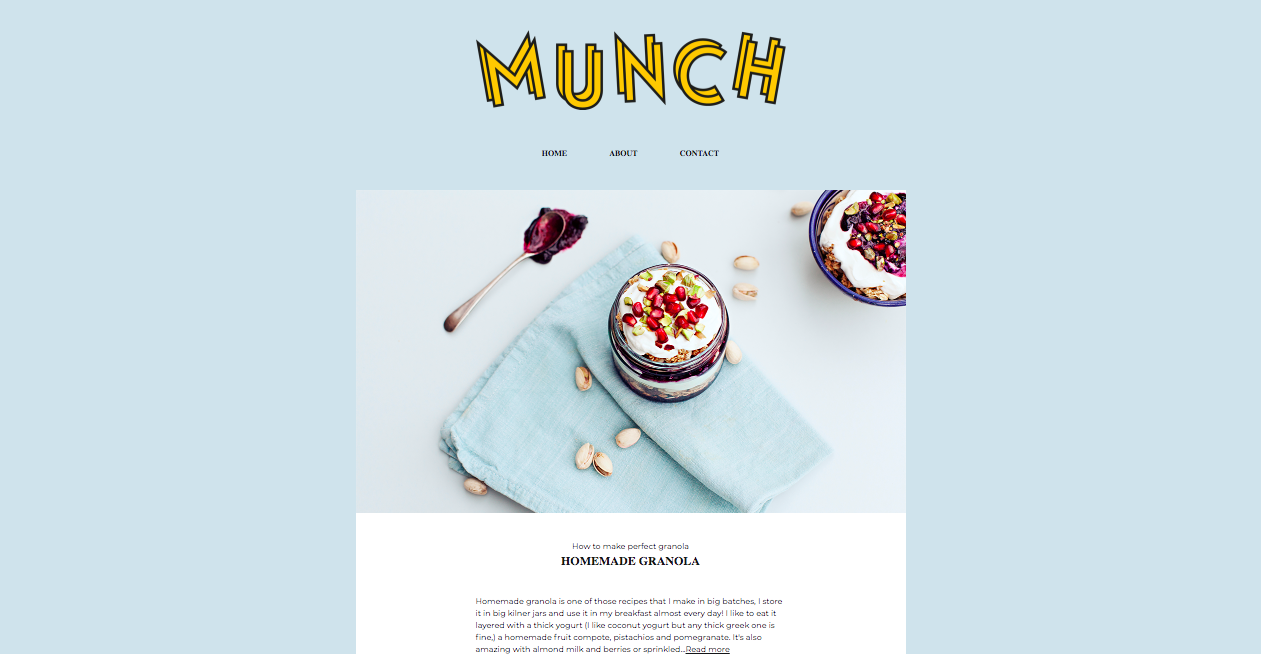 MUNCH
HOME ABOUT CONTACT
How to make perfect granola
HOMEMADE GRANOLA
Homemade granola is one of those recipes that I make in big batches, I store
it in big kilner jars and use it in my breakfast almost every day! I like to eat it
layered with a thick yogurt (I like coconut yogurt but any thick greek one is
fine,) a homemade fruit compote, pistachios and pomegranate. It's also
amazing with almond milk and berries or sprinkled...Read more